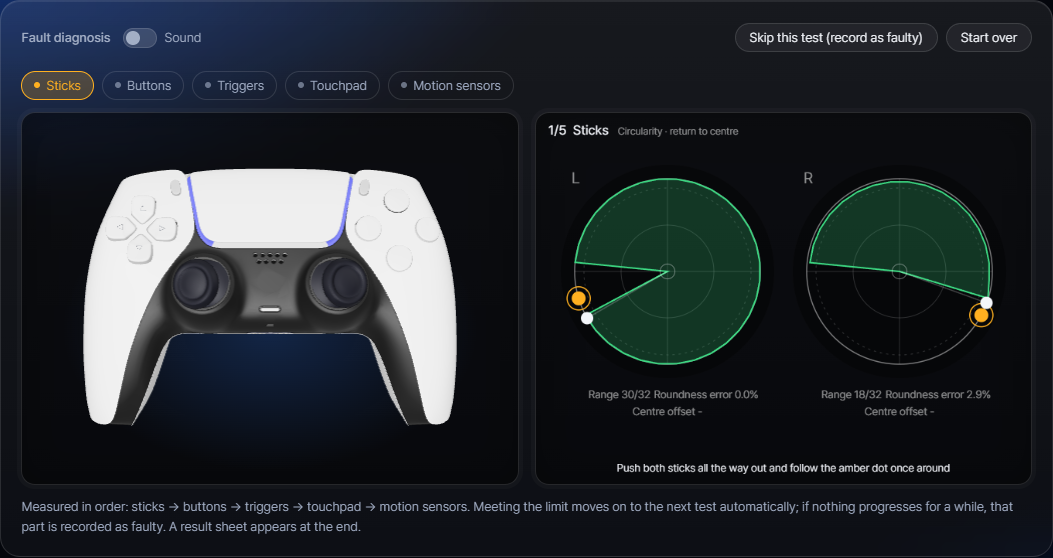 Fault diagnosis Sound Skip this test (record as faulty) Start over
Sticks Buttons Triggers Touchpad Motion sensors
1/5 Sticks Circularity · return to centre
L R
Range 30/32 Roundness error 0.0% Range 18/32 Roundness error 2.9%
Centre offset - Centre offset -
Push both sticks all the way out and follow the amber dot once around
Measured in order: sticks → buttons → triggers → touchpad → motion sensors. Meeting the limit moves on to the next test automatically; if nothing progresses for a while, that
part is recorded as faulty. A result sheet appears at the end.